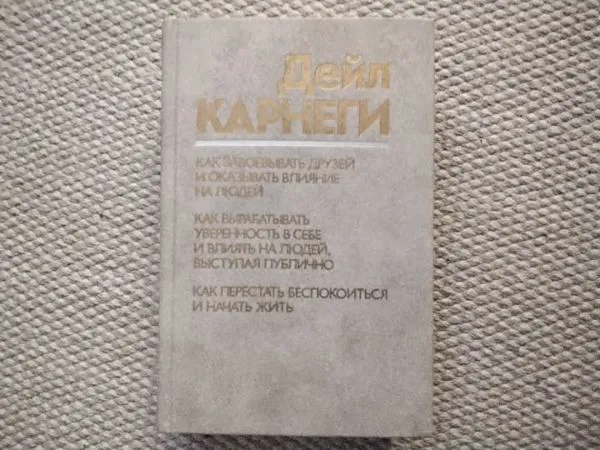 Дейл
КАРНЕГИ
КАК ЗАВОЕВЫВАТЬ ДРУЗЕЙ
И ОКАЗЫВАТЬ ВЛИЯНИЕ
НА ЛЮДЕЙ
КАК ВЫРАБАТЫВАТЬ
УВЕРЕННОСТЬ В СЕБЕ
И ВЛИЯТЬ НА ЛЮДЕЙ,
ВЫСТУПАЯ ПУБЛИЧНО
КАК ПЕРЕСТАТЬ БЕСПОКОИТЬСЯ
И НАЧАТЬ ЖИТЬ